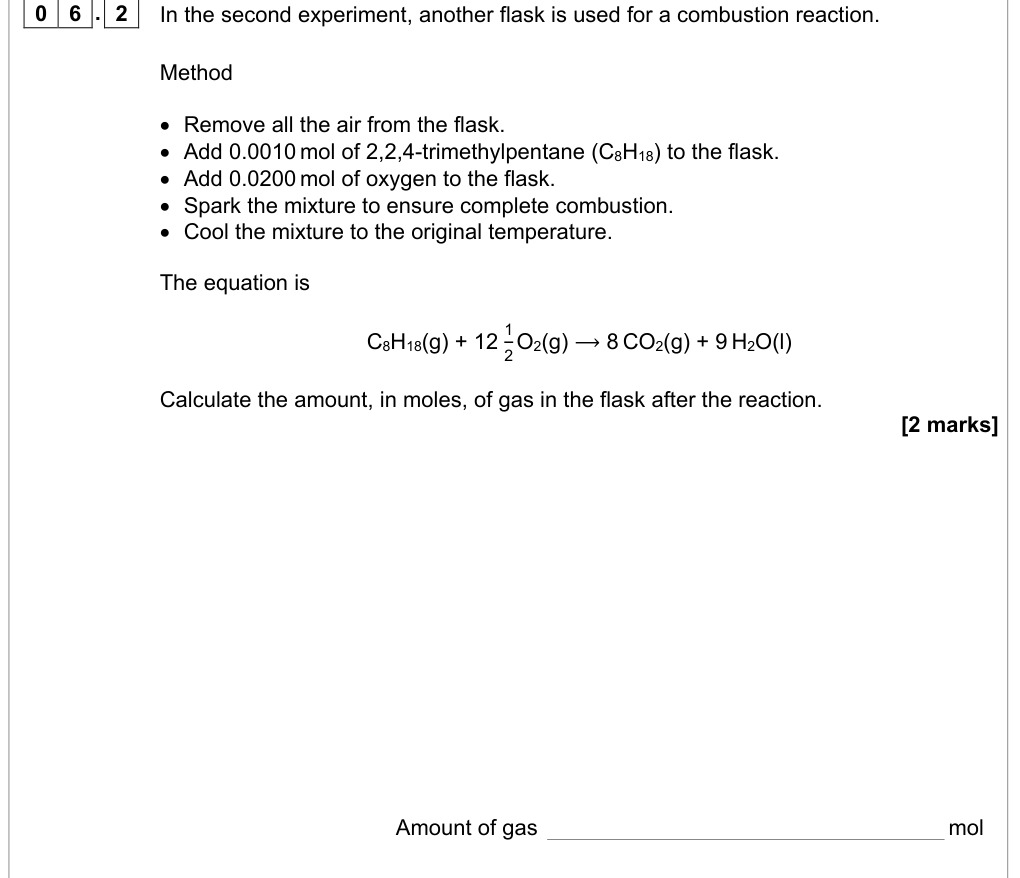 0 6 . 2 In the second experiment, another flask is used for a combustion reaction.
Method
• Remove all the air from the flask.
• Add 0.0010 mol of 2,2,4-trimethylpentane (C₈H₁₈) to the flask.
• Add 0.0200 mol of oxygen to the flask.
• Spark the mixture to ensure complete combustion.
• Cool the mixture to the original temperature.
The equation is
C₈H₁₈(g) + 12 1/2 O₂(g) ⟶ 8 CO₂(g) + 9 H₂O(l)
Calculate the amount, in moles, of gas in the flask after the reaction.
[2 marks]
Amount of gas ______________________________ mol